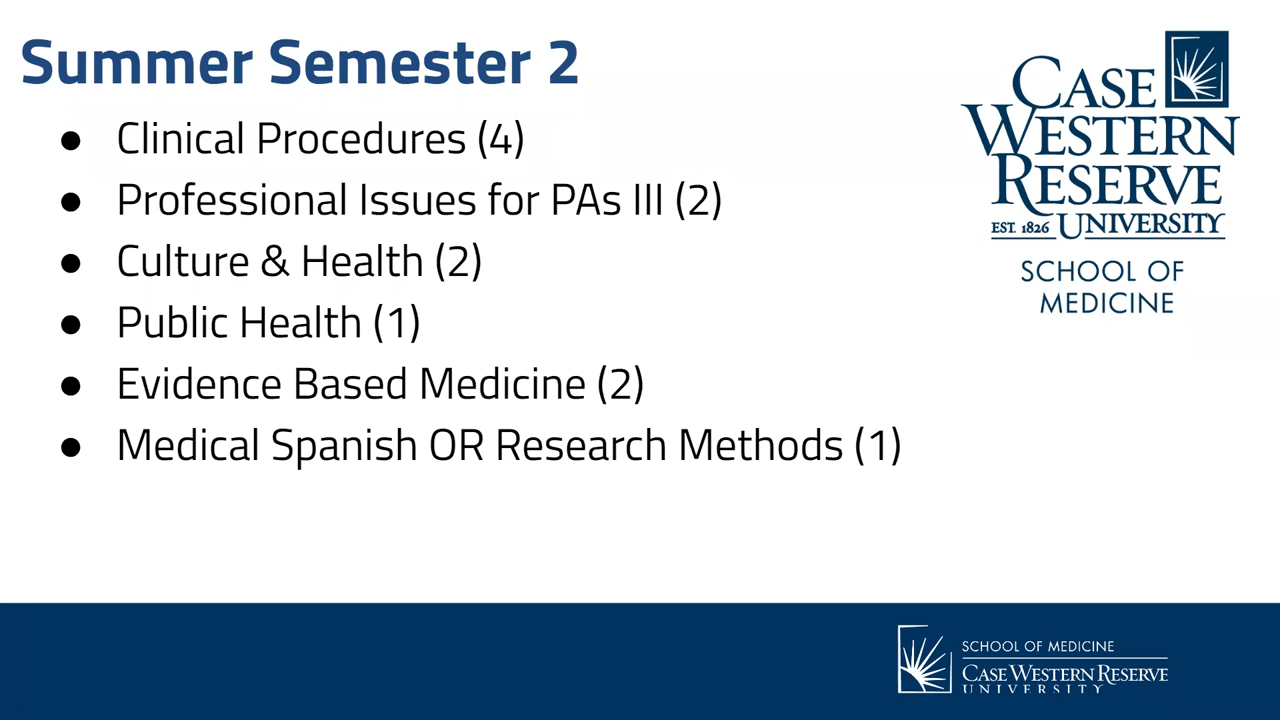 Summer Semester 2
● Clinical Procedures (4)
● Professional Issues for PAs III (2)
● Culture & Health (2)
● Public Health (1)
● Evidence Based Medicine (2)
● Medical Spanish OR Research Methods (1)
CASE
WESTERN
RESERVE
EST. 1826 UNIVERSITY
SCHOOL OF
MEDICINE
SCHOOL OF MEDICINE
CASE WESTERN RESERVE
UNIVERSITY